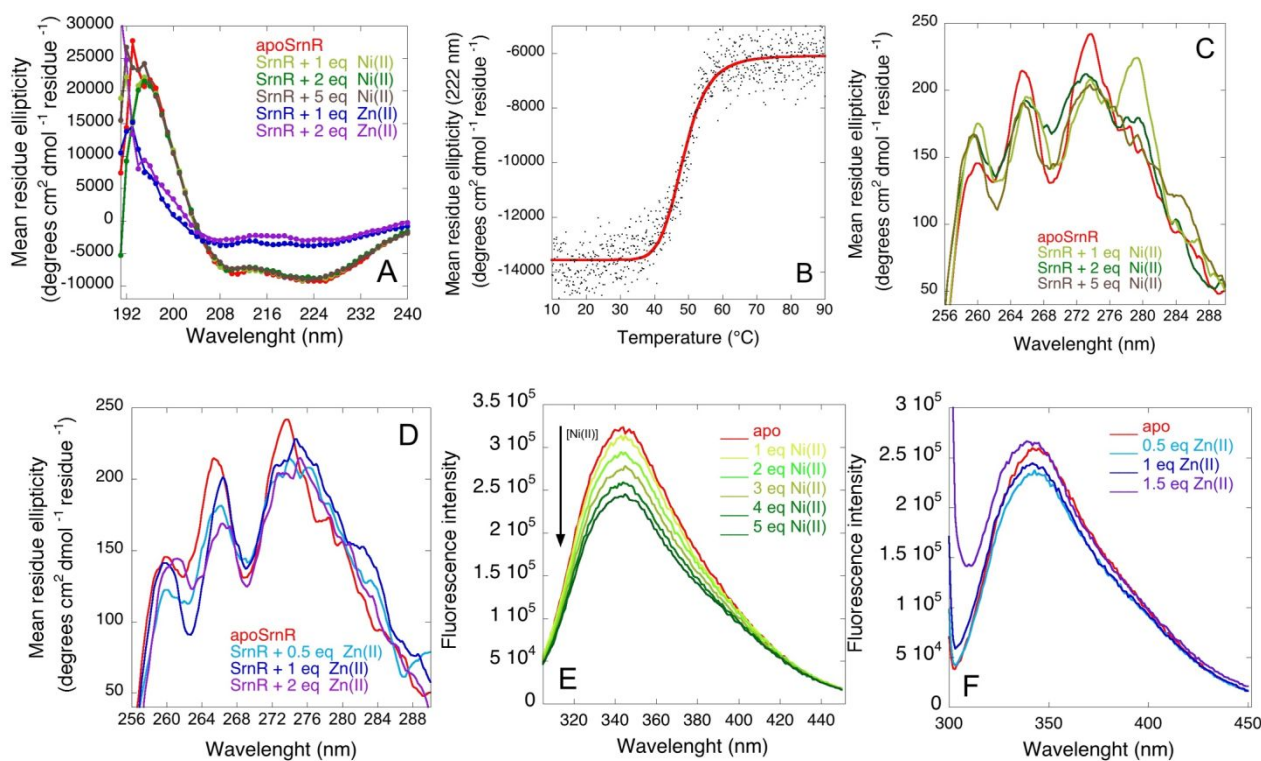 30000
25000
20000
15000
10000
5000
0
-5000
-10000
Mean residue ellipticity
(degrees cm2 dmol -1 residue -1)
apoSrnR
SrnR + 1 eq Ni(II)
SrnR + 2 eq Ni(II)
SrnR + 5 eq Ni(II)
SrnR + 1 eq Zn(II)
SrnR + 2 eq Zn(II)
A
192 200 208 216 224 232 240
Wavelenght (nm)
Mean residue ellipticity (222 nm)
(degrees cm2 dmol -1 residue -1)
-6000
-8000
-10000
-12000
-14000
B
10 20 30 40 50 60 70 80 90
Temperature (°C)
Mean residue ellipticity
(degrees cm2 dmol -1 residue -1)
250
200
150
100
50
C
apoSrnR
SrnR + 1 eq Ni(II)
SrnR + 2 eq Ni(II)
SrnR + 5 eq Ni(II)
256 260 264 268 272 276 280 284 288
Wavelenght (nm)
Mean residue ellipticity
(degrees cm2 dmol -1 residue -1)
250
200
150
100
50
D
apoSrnR
SrnR + 0.5 eq Zn(II)
SrnR + 1 eq Zn(II)
SrnR + 2 eq Zn(II)
256 260 264 268 272 276 280 284 288
Wavelenght (nm)
Fluorescence intensity
3.5 10^5
3 10^5
2.5 10^5
2 10^5
1.5 10^5
1 10^5
5 10^4
0
[Ni(II)]
apo
1 eq Ni(II)
2 eq Ni(II)
3 eq Ni(II)
4 eq Ni(II)
5 eq Ni(II)
E
320 340 360 380 400 420 440
Wavelenght (nm)
Fluorescence intensity
3 10^5
2.5 10^5
2 10^5
1.5 10^5
1 10^5
5 10^4
0
apo
0.5 eq Zn(II)
1 eq Zn(II)
1.5 eq Zn(II)
F
300 350 400 450
Wavelenght (nm)